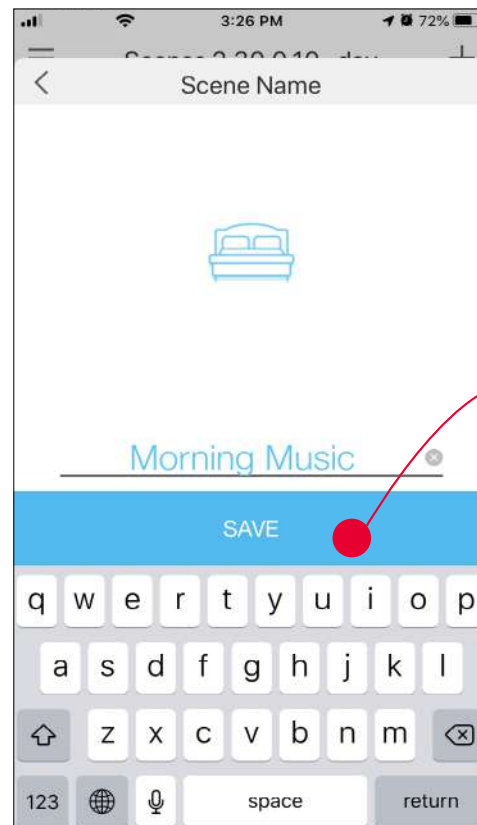 3:26 PM 72%
Scene Name
Morning Music
SAVE
q w e r t y u i o p
a s d f g h j k l
z x c v b n m
123 space return